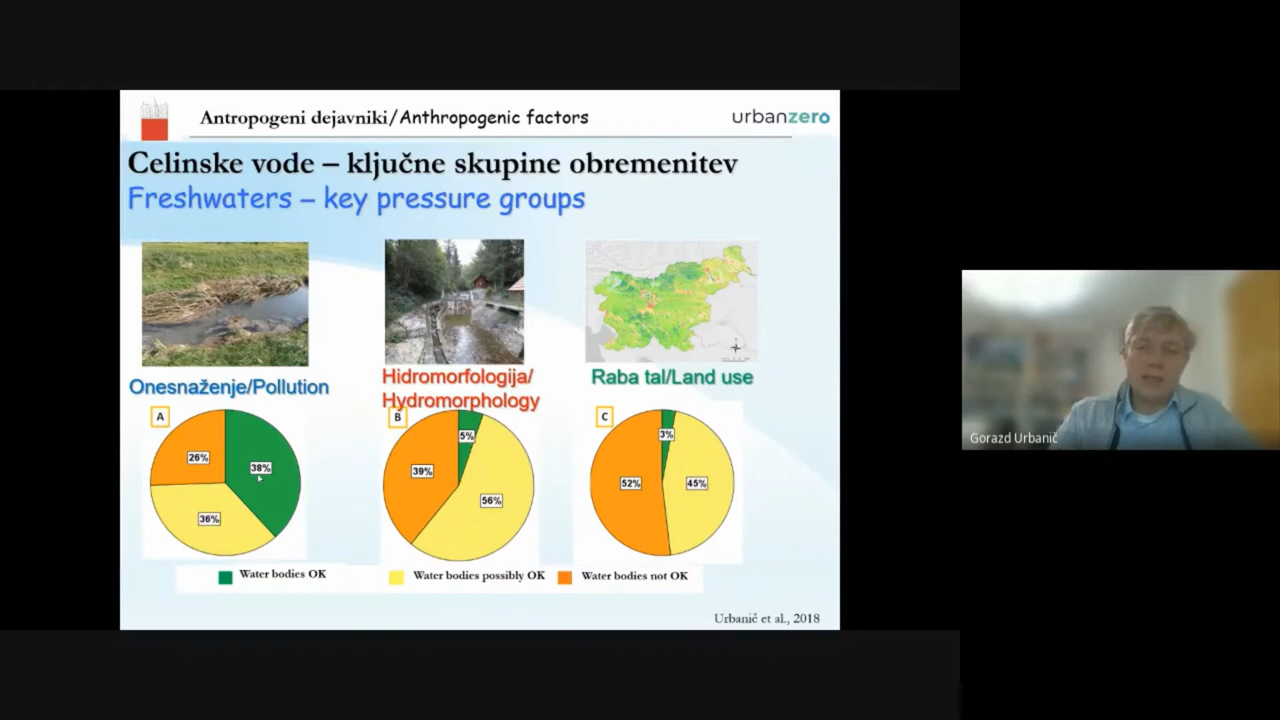 Antropogeni dejavniki/Anthropogenic factors
urbanzero
Celinske vode – ključne skupine obremenitev
Freshwaters – key pressure groups
Onesnaženje/Pollution
Hidromorfologija/
Hydromorphology
Raba tal/Land use
A
38%
26%
36%
B
5%
39%
56%
C
3%
52%
45%
Water bodies OK
Water bodies possibly OK
Water bodies not OK
Urbanič et al., 2018
Gorazd Urbanič